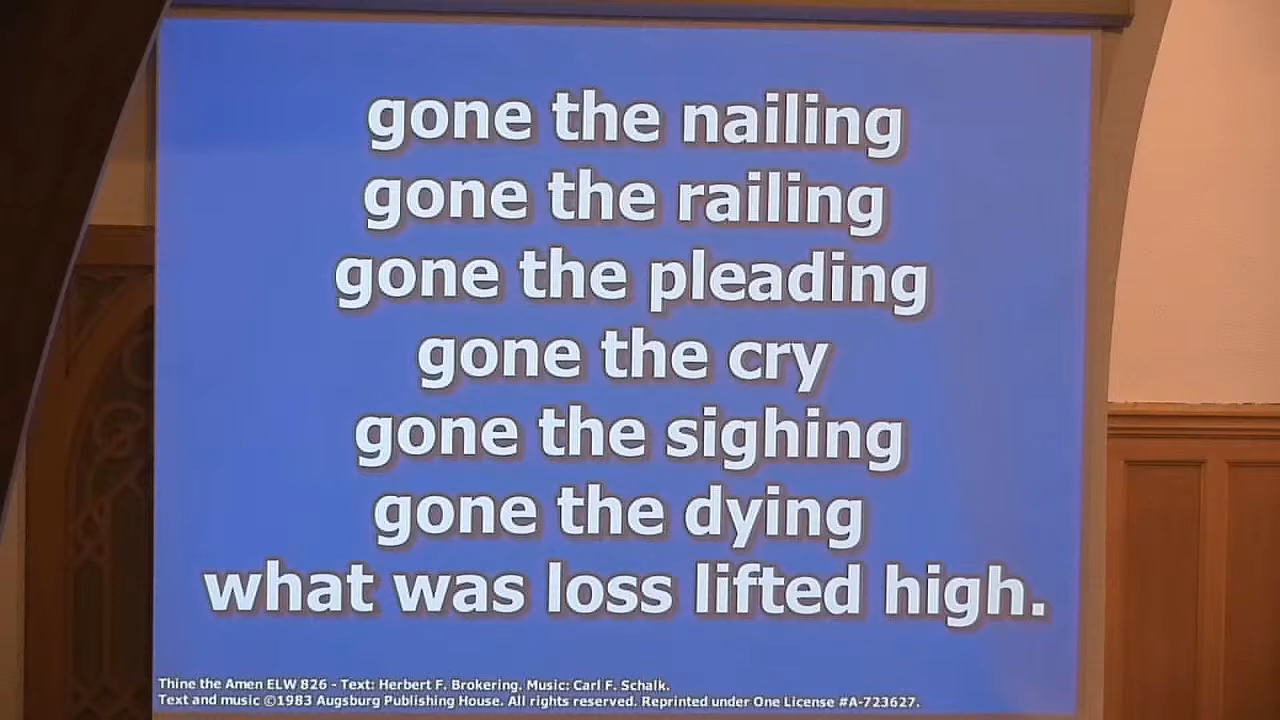 gone the nailing
gone the railing
gone the pleading
gone the cry
gone the sighing
gone the dying
what was loss lifted high.
Thine the Amen ELW 826 - Text: Herbert F. Brokering. Music: Carl F. Schalk.
Text and music ©1983 Augsburg Publishing House. All rights reserved. Reprinted under One License #A-723627.